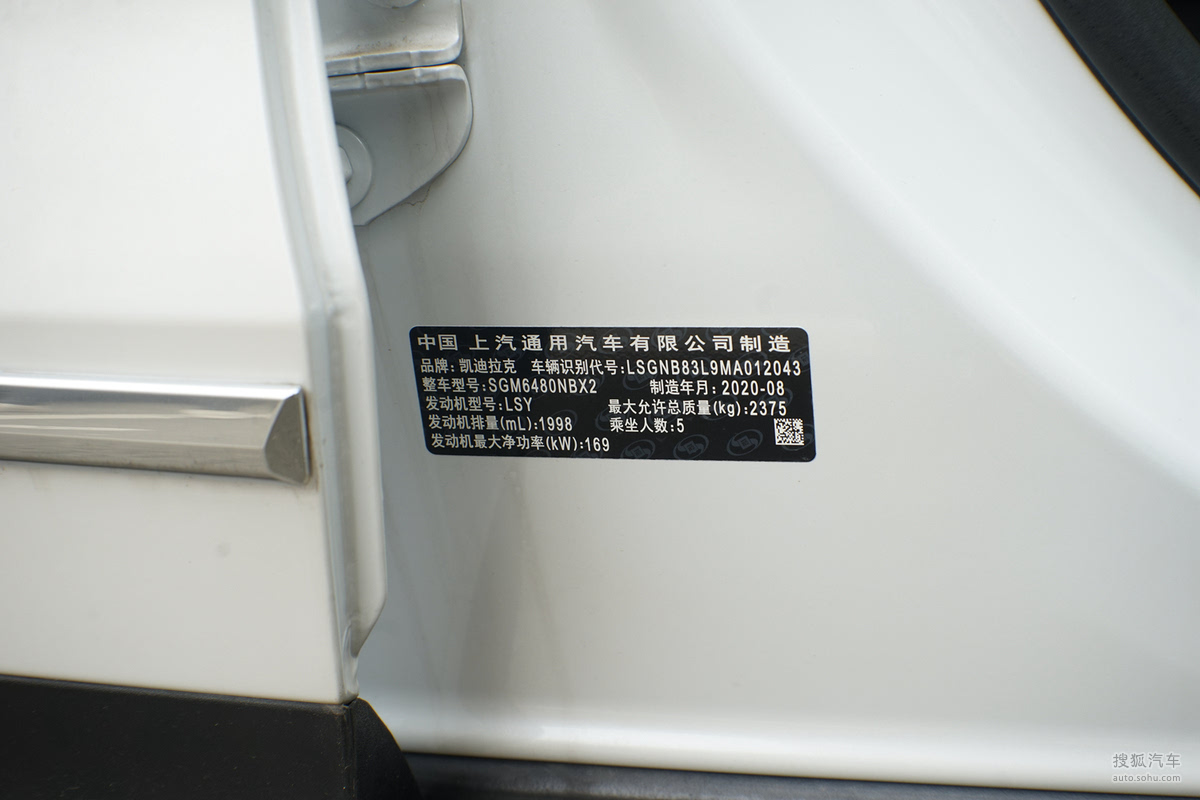 中国 上汽通用汽车有限公司制造
品牌: 凯迪拉克 车辆识别代号:LSGNB83L9MA012043
整车型号:SGM6480NBX2 制造年月:2020-08
发动机型号:LSY 最大允许总质量(kg):2375
发动机排量(mL):1998 乘坐人数:5
发动机最大净功率(kW):169
搜狐汽车
auto.sohu.com